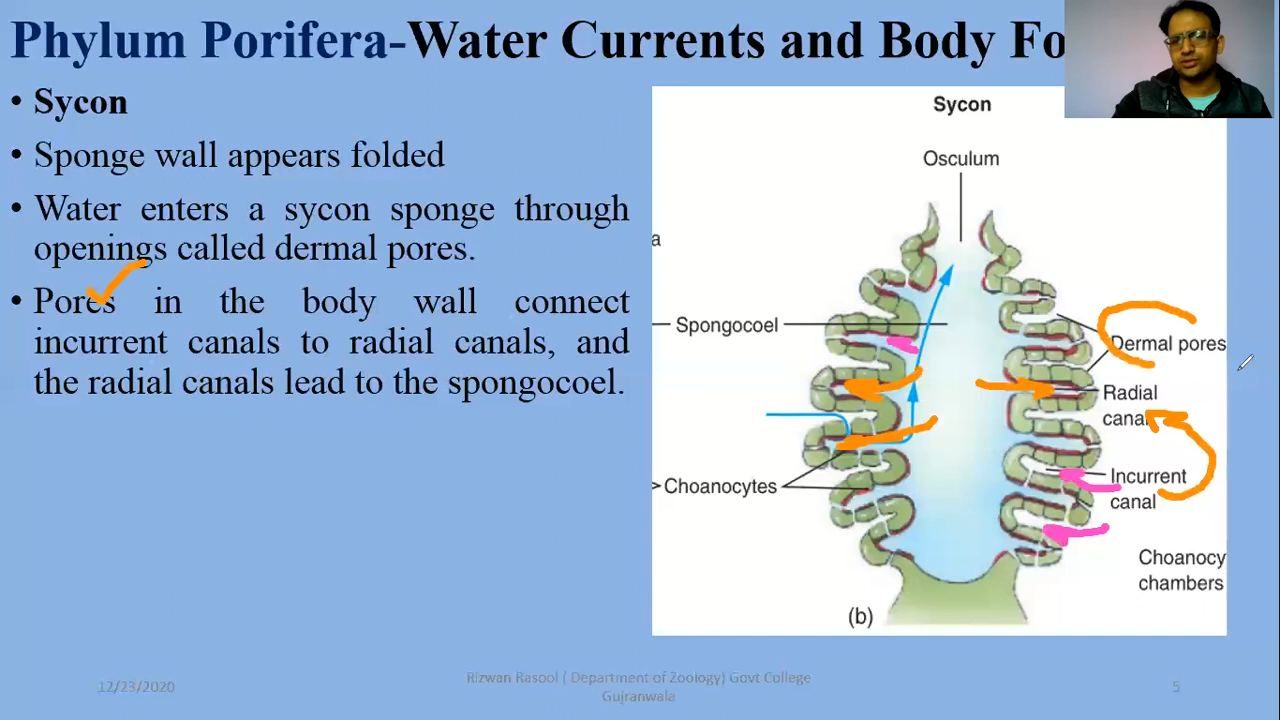 Phylum Porifera-Water Currents and Body Fo
• Sycon
• Sponge wall appears folded
• Water enters a sycon sponge through
openings called dermal pores.
• Pores in the body wall connect
incurrent canals to radial canals, and
the radial canals lead to the spongocoel.
Sycon
Osculum
a
Spongocoel
Dermal pores
Radial
canal
Incurrent
canal
Choanocytes
Choanocy
chambers
(b)
12/23/2020
Rizwan Rasool ( Department of Zoology) Govt College
Gujranwala
5